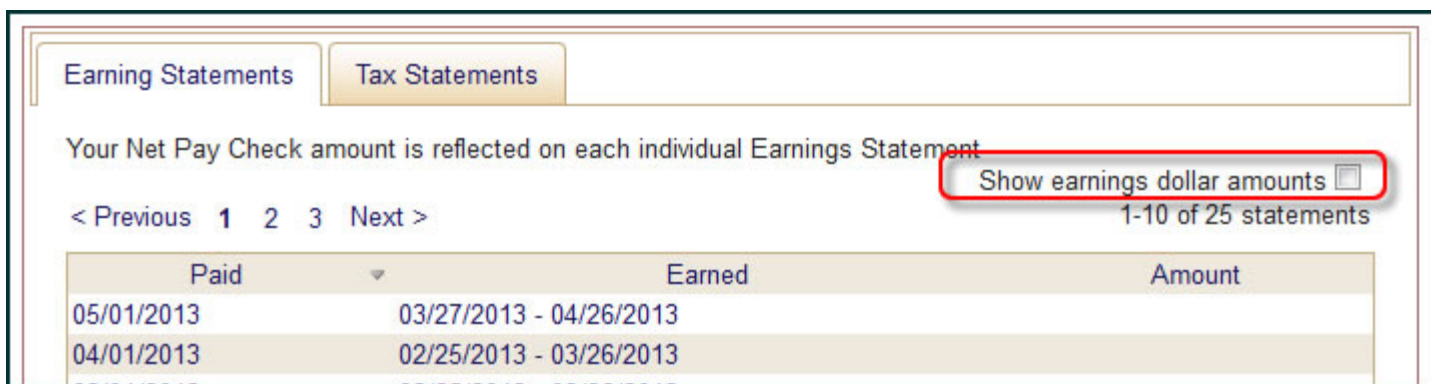 Earning Statements Tax Statements
Your Net Pay Check amount is reflected on each individual Earnings Statement
Show earnings dollar amounts
< Previous 1 2 3 Next > 1-10 of 25 statements
Paid Earned Amount
05/01/2013 03/27/2013 - 04/26/2013
04/01/2013 02/25/2013 - 03/26/2013